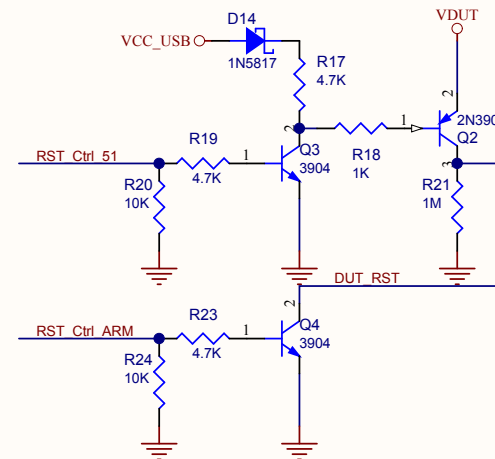 D14
VDUT
VCC_USB
1N5817
R17
4.7K
2
2
2N390
1
Q2
R18
1K
RST_Ctrl_51
R19
4.7K
1
Q3
3904
3
R20
10K
R21
1M
DUT_RST
RST_Ctrl_ARM
R23
4.7K
1
2
Q4
3904
R24
10K